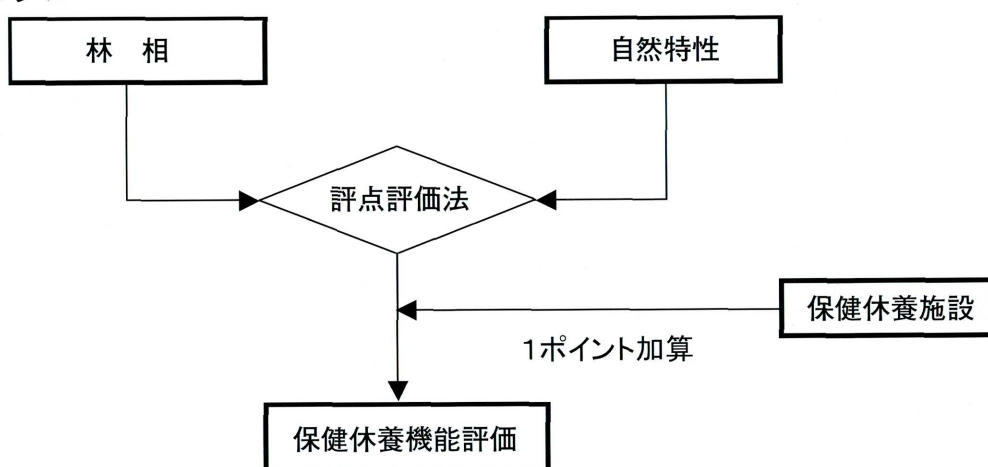 林　相
自然特性
評点評価法
保健休養施設
1ポイント加算
保健休養機能評価